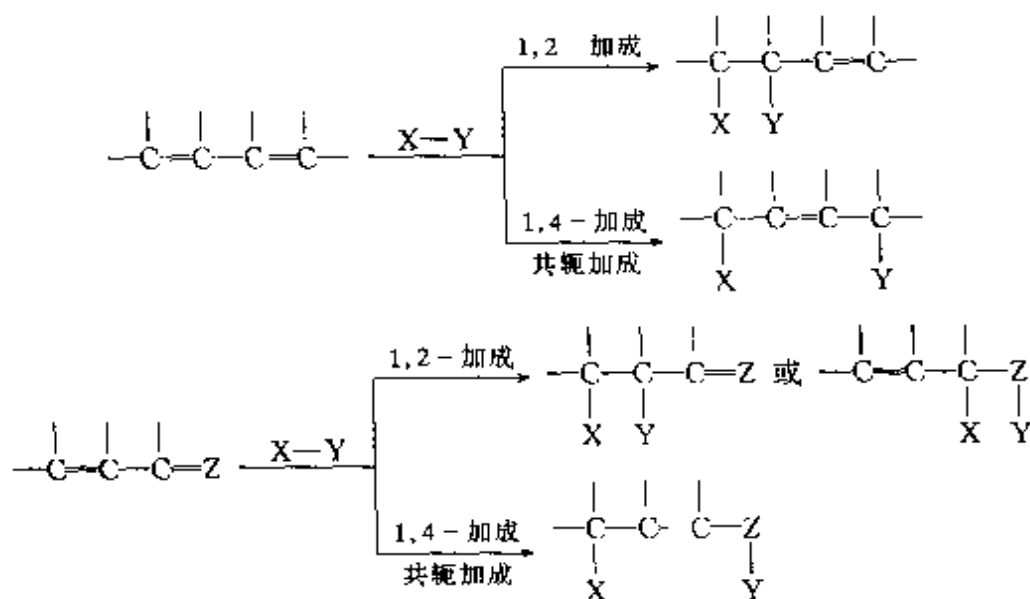 1,2 加成
—C—C—C=C—
X Y
—C=C—C=C— X—Y
1,4-加成
共轭加成
—C—C=C—C—
X Y
1,2-加成
—C—C—C=Z 或 —C=C—C—Z
X Y X Y
—C=C—C=Z X—Y
1,4-加成
共轭加成
—C—C C—Z
X Y